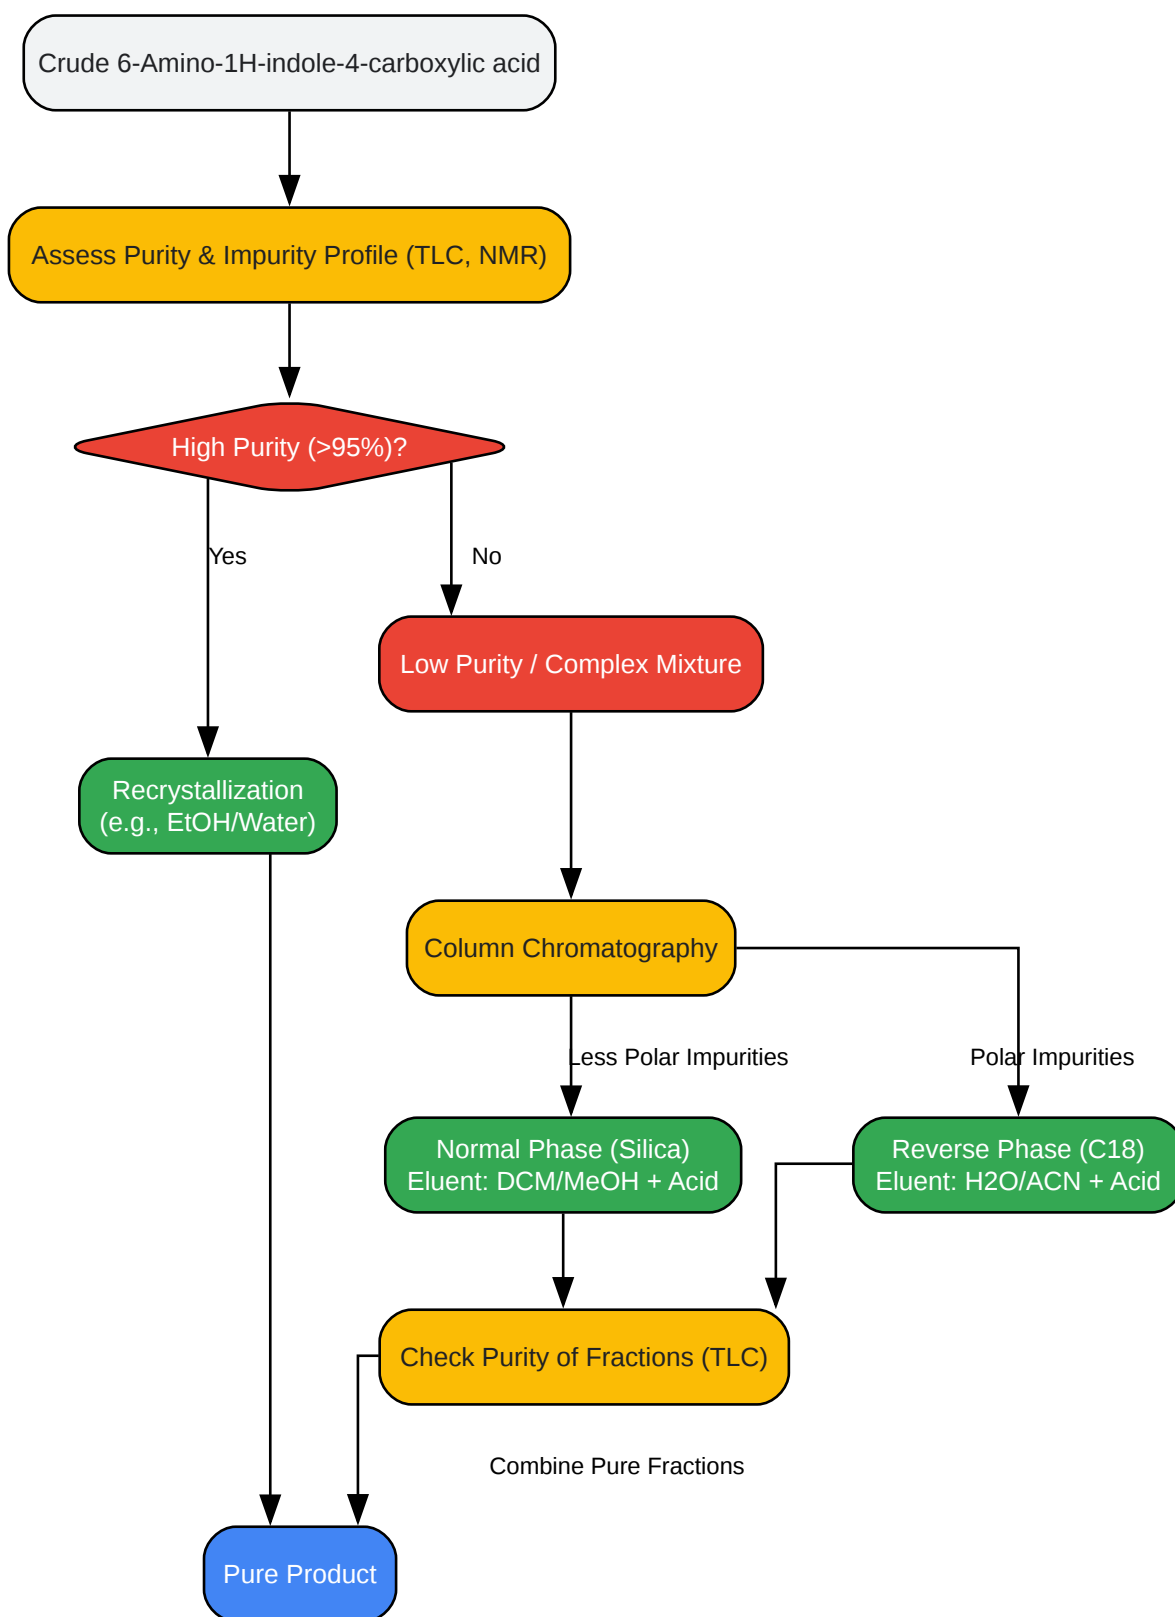 Crude 6-Amino-1H-indole-4-carboxylic acid
Assess Purity & Impurity Profile (TLC, NMR)
High Purity (>95%)?
Yes
No
Low Purity / Complex Mixture
Recrystallization
(e.g., EtOH/Water)
Column Chromatography
Less Polar Impurities
Polar Impurities
Normal Phase (Silica)
Eluent: DCM/MeOH + Acid
Reverse Phase (C18)
Eluent: H2O/ACN + Acid
Check Purity of Fractions (TLC)
Combine Pure Fractions
Pure Product